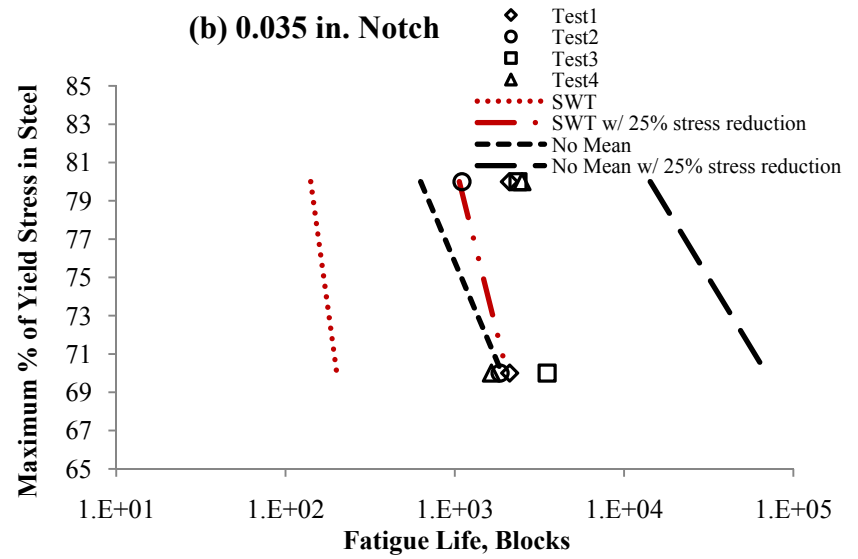 (b) 0.035 in. Notch
Test1
Test2
Test3
Test4
SWT
SWT w/ 25% stress reduction
No Mean
No Mean w/ 25% stress reduction
Maximum % of Yield Stress in Steel
85
83
81
79
77
75
73
71
69
67
65
1.E+01
1.E+02
1.E+03
1.E+04
1.E+05
Fatigue Life, Blocks